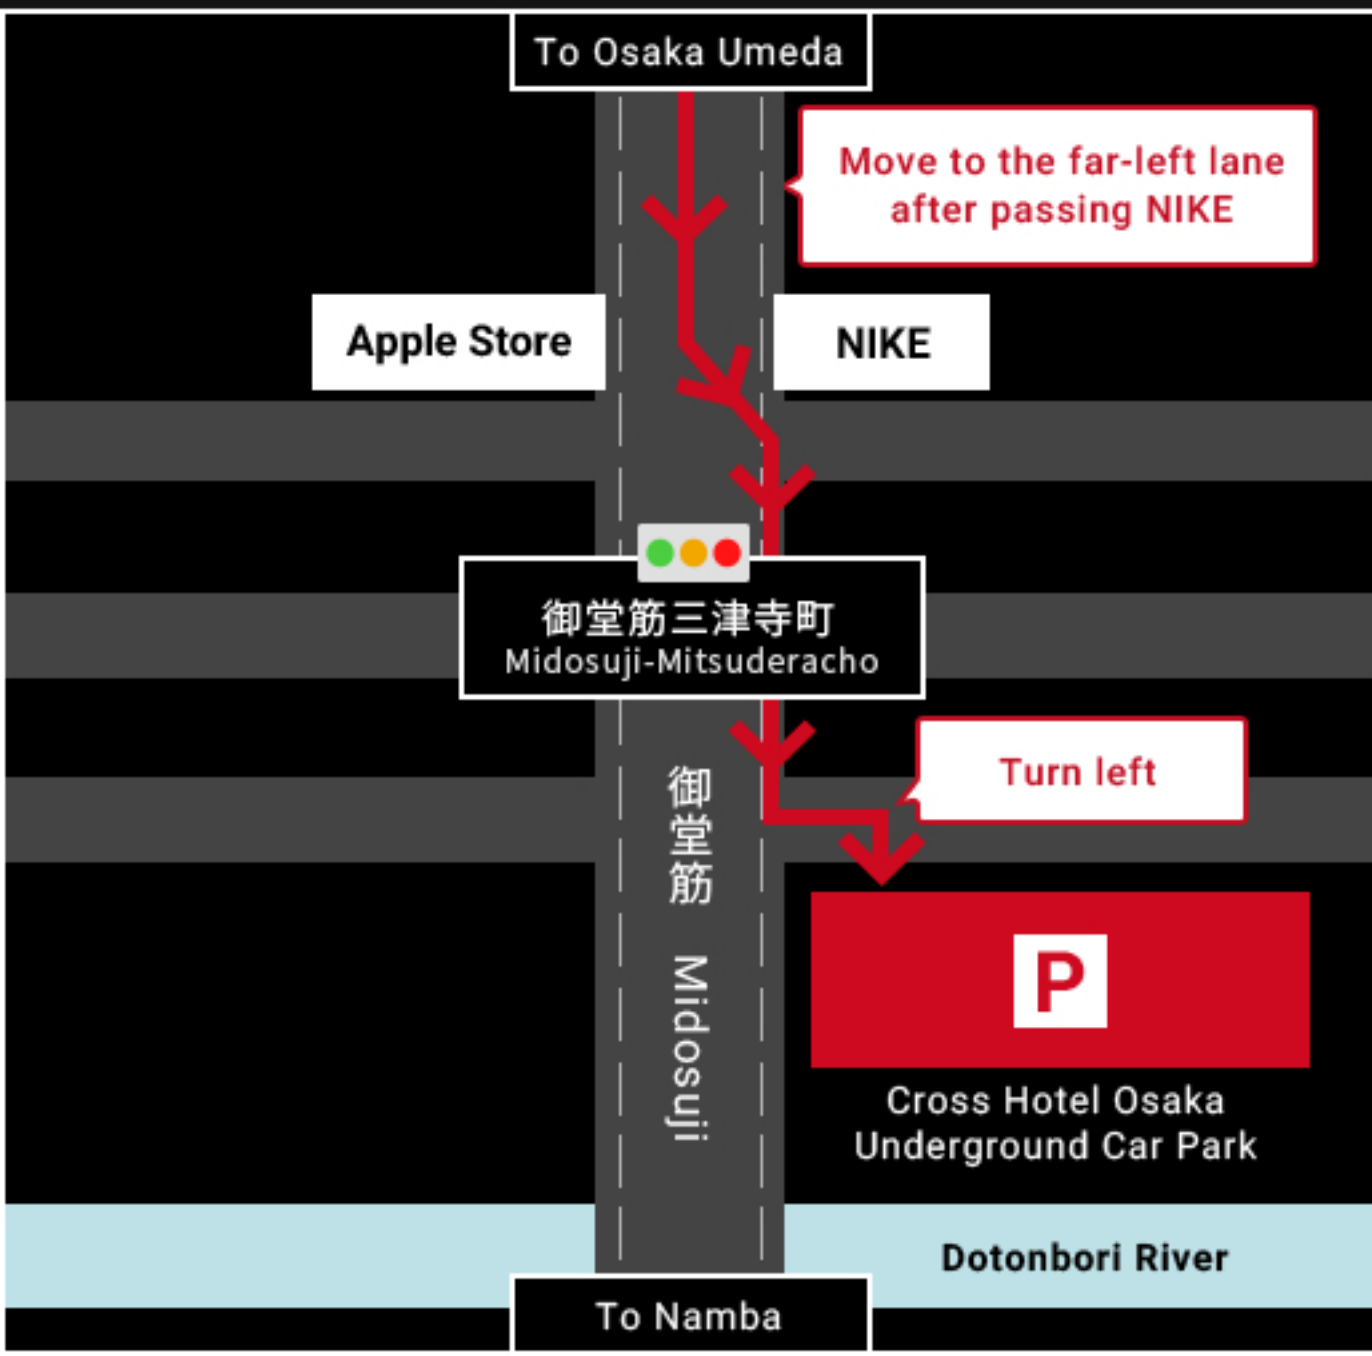 To Osaka Umeda
Move to the far-left lane
after passing NIKE
Apple Store
NIKE
御堂筋三津寺町
Midosuji-Mitsuderacho
Turn left
御堂筋 Midosuji
P
Cross Hotel Osaka
Underground Car Park
Dotonbori River
To Namba